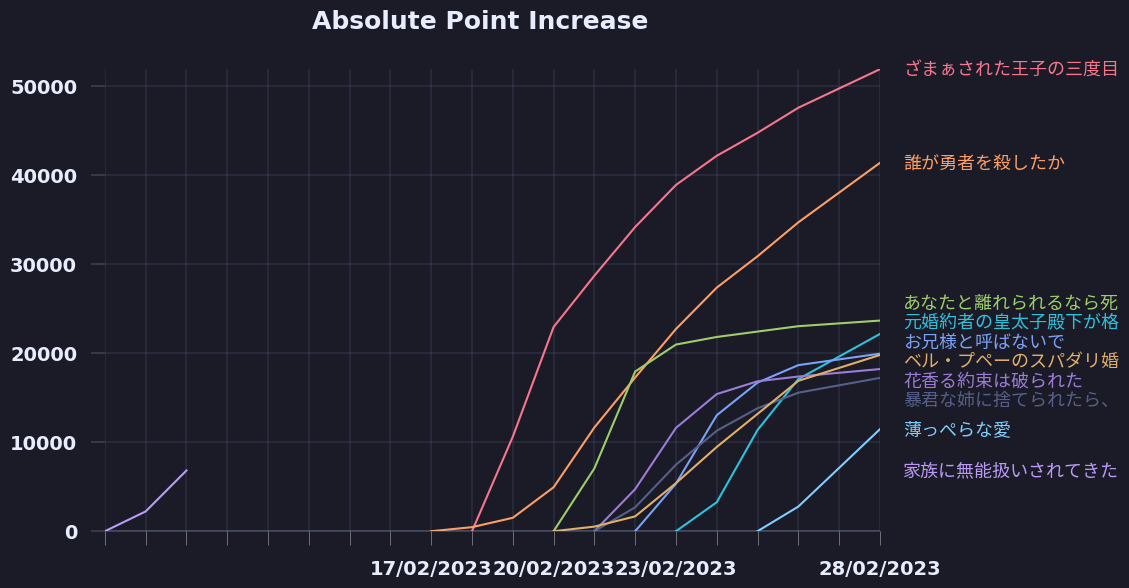 Absolute Point Increase
50000
40000
30000
20000
10000
0
17/02/2023
20/02/2023
23/02/2023
28/02/2023
ざまぁされた王子の三度目
誰が勇者を殺したか
あなたと離れられるなら死
元婚約者の皇太子殿下が格
お兄様と呼ばないで
ベル・プペーのスパダリ婚
花香る約束は破られた
暴君な姉に捨てられたら、
薄っぺらな愛
家族に無能扱いされてきた